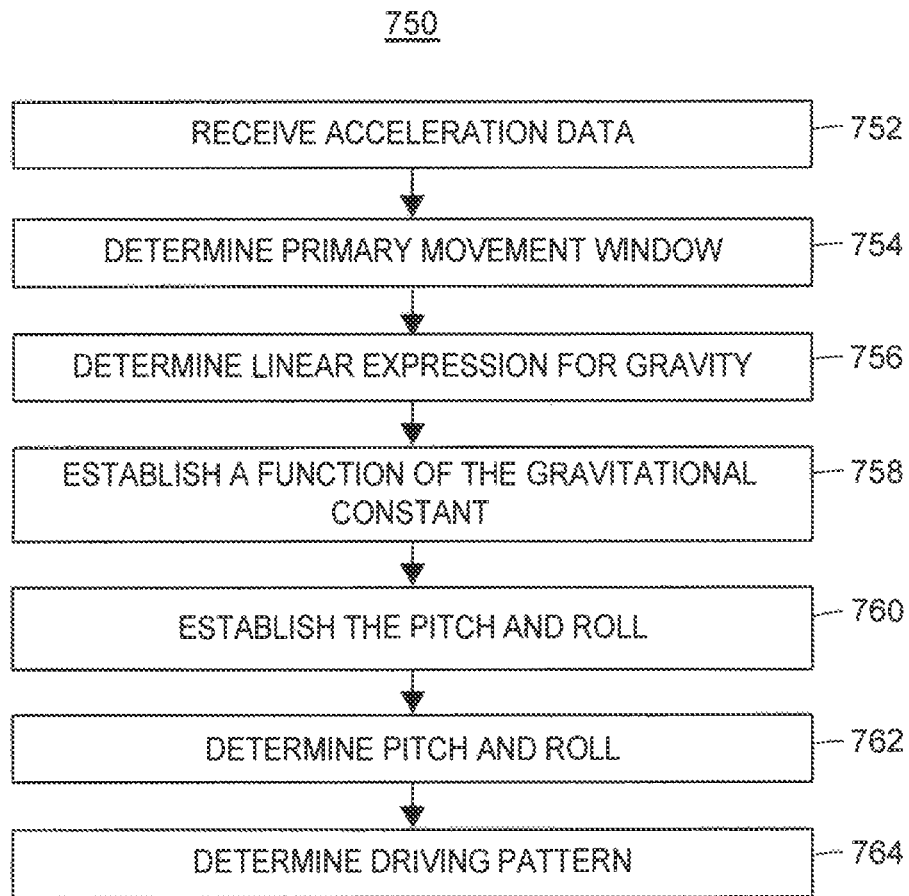 750
RECEIVE ACCELERATION DATA
752
DETERMINE PRIMARY MOVEMENT WINDOW
754
DETERMINE LINEAR EXPRESSION FOR GRAVITY
756
ESTABLISH A FUNCTION OF THE GRAVITATIONAL
CONSTANT
758
ESTABLISH THE PITCH AND ROLL
760
DETERMINE PITCH AND ROLL
762
DETERMINE DRIVING PATTERN
764